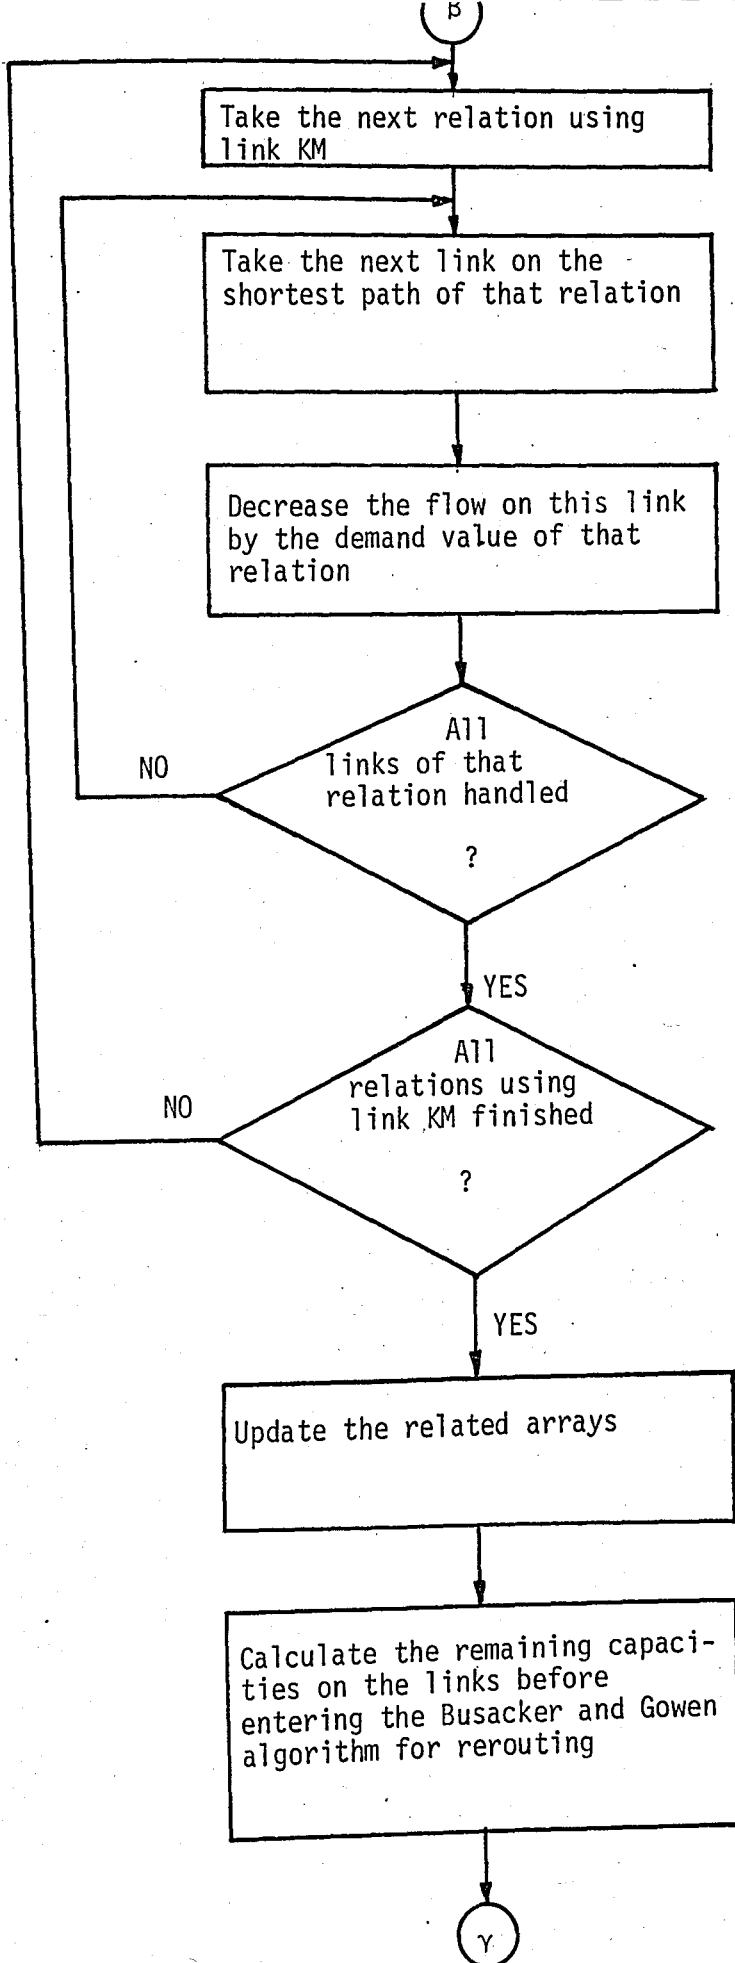 β
Take the next relation using
link KM
Take the next link on the
shortest path of that relation
Decrease the flow on this link
by the demand value of that
relation
All
links of that
relation handled
?
NO
YES
All
relations using
link KM finished
?
NO
YES
Update the related arrays
Calculate the remaining capaci-
ties on the links before
entering the Busacker and Gowen
algorithm for rerouting
γ